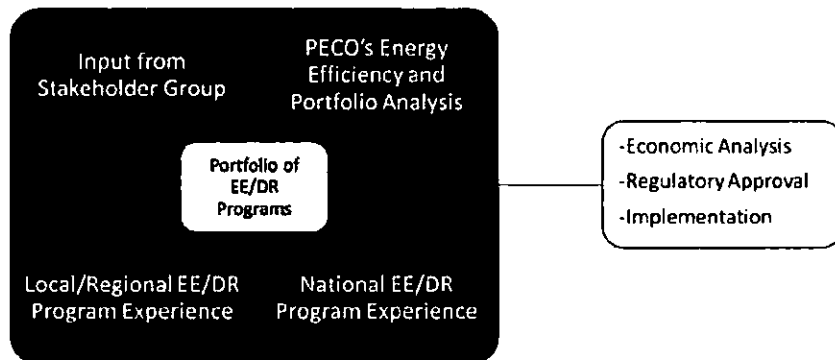 Input from
Stakeholder Group
PECO's Energy
Efficiency and
Portfolio Analysis
Portfolio of
EE/DR
Programs
Local/Regional EE/DR
Program Experience
National EE/DR
Program Experience
-Economic Analysis
-Regulatory Approval
-Implementation